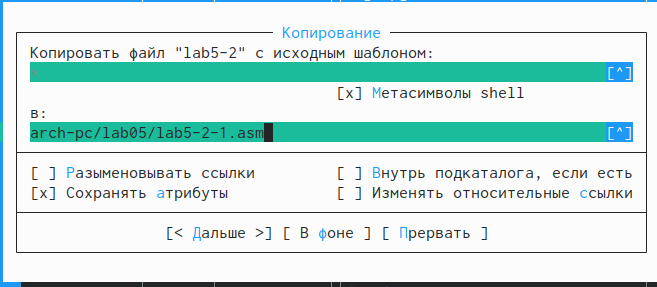 Копирование
Копировать файл "lab5-2" с исходным шаблоном:
[^]
[x] Метасимволы shell
в:
arch-pc/lab05/lab5-2-1.asm [^]
[ ] Разыменовывать ссылки [ ] Внутрь подкаталога, если есть
[x] Сохранять атрибуты [ ] Изменять относительные ссылки
[< Дальше >] [ В фоне ] [ Прервать ]